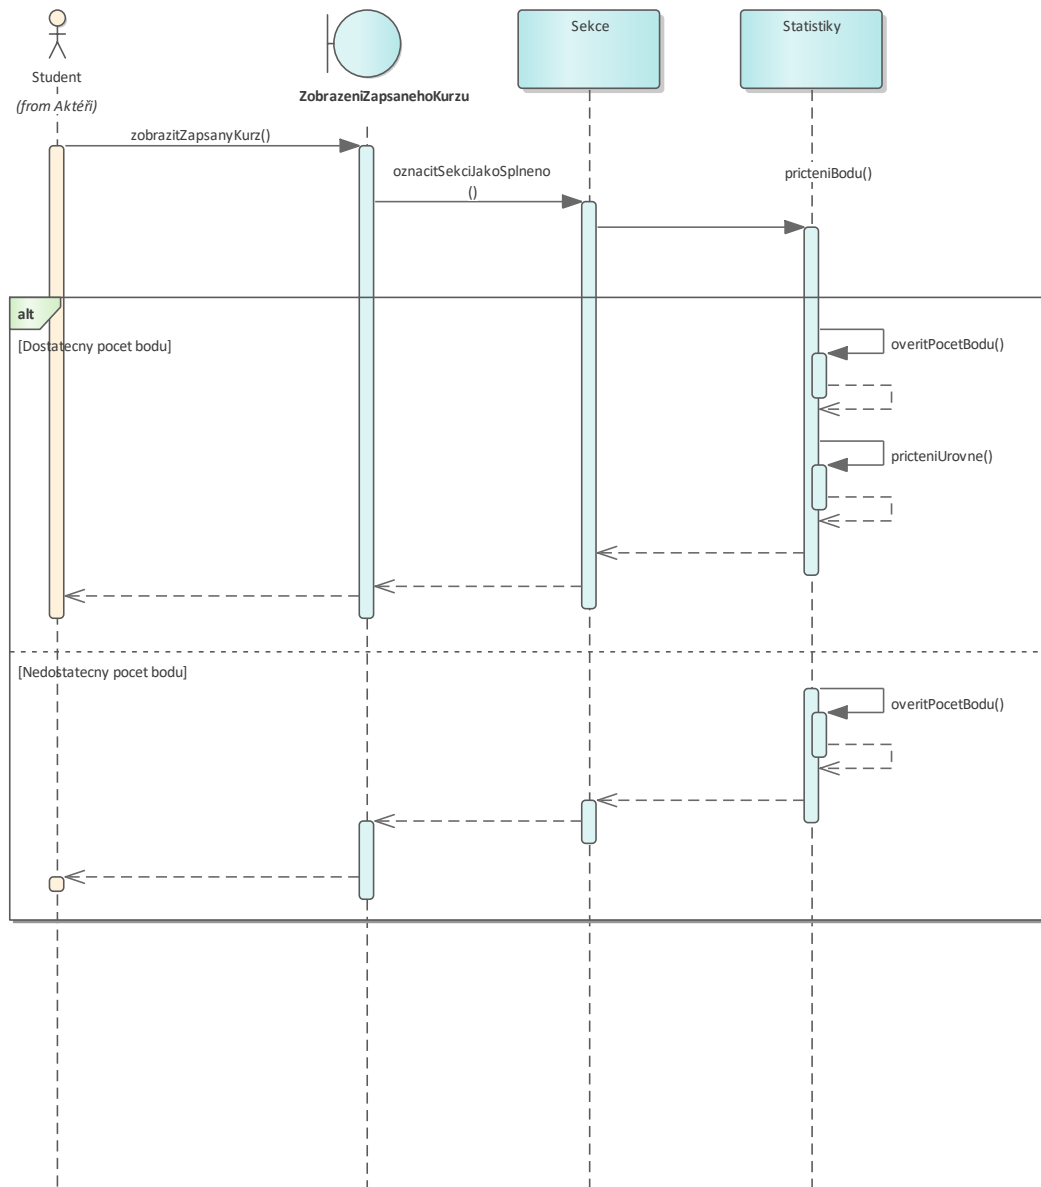 Student
(from Aktéři)
ZobrazeniZapsanehoKurzu
Sekce
Statistiky
zobrazitZapsanyKurz()
oznacitSekciJakoSplneno
()
pricteniBodu()
alt
[Dostatecny pocet bodu]
overitPocetBodu()
pricteniUrovne()
[Nedostatecny pocet bodu]
overitPocetBodu()